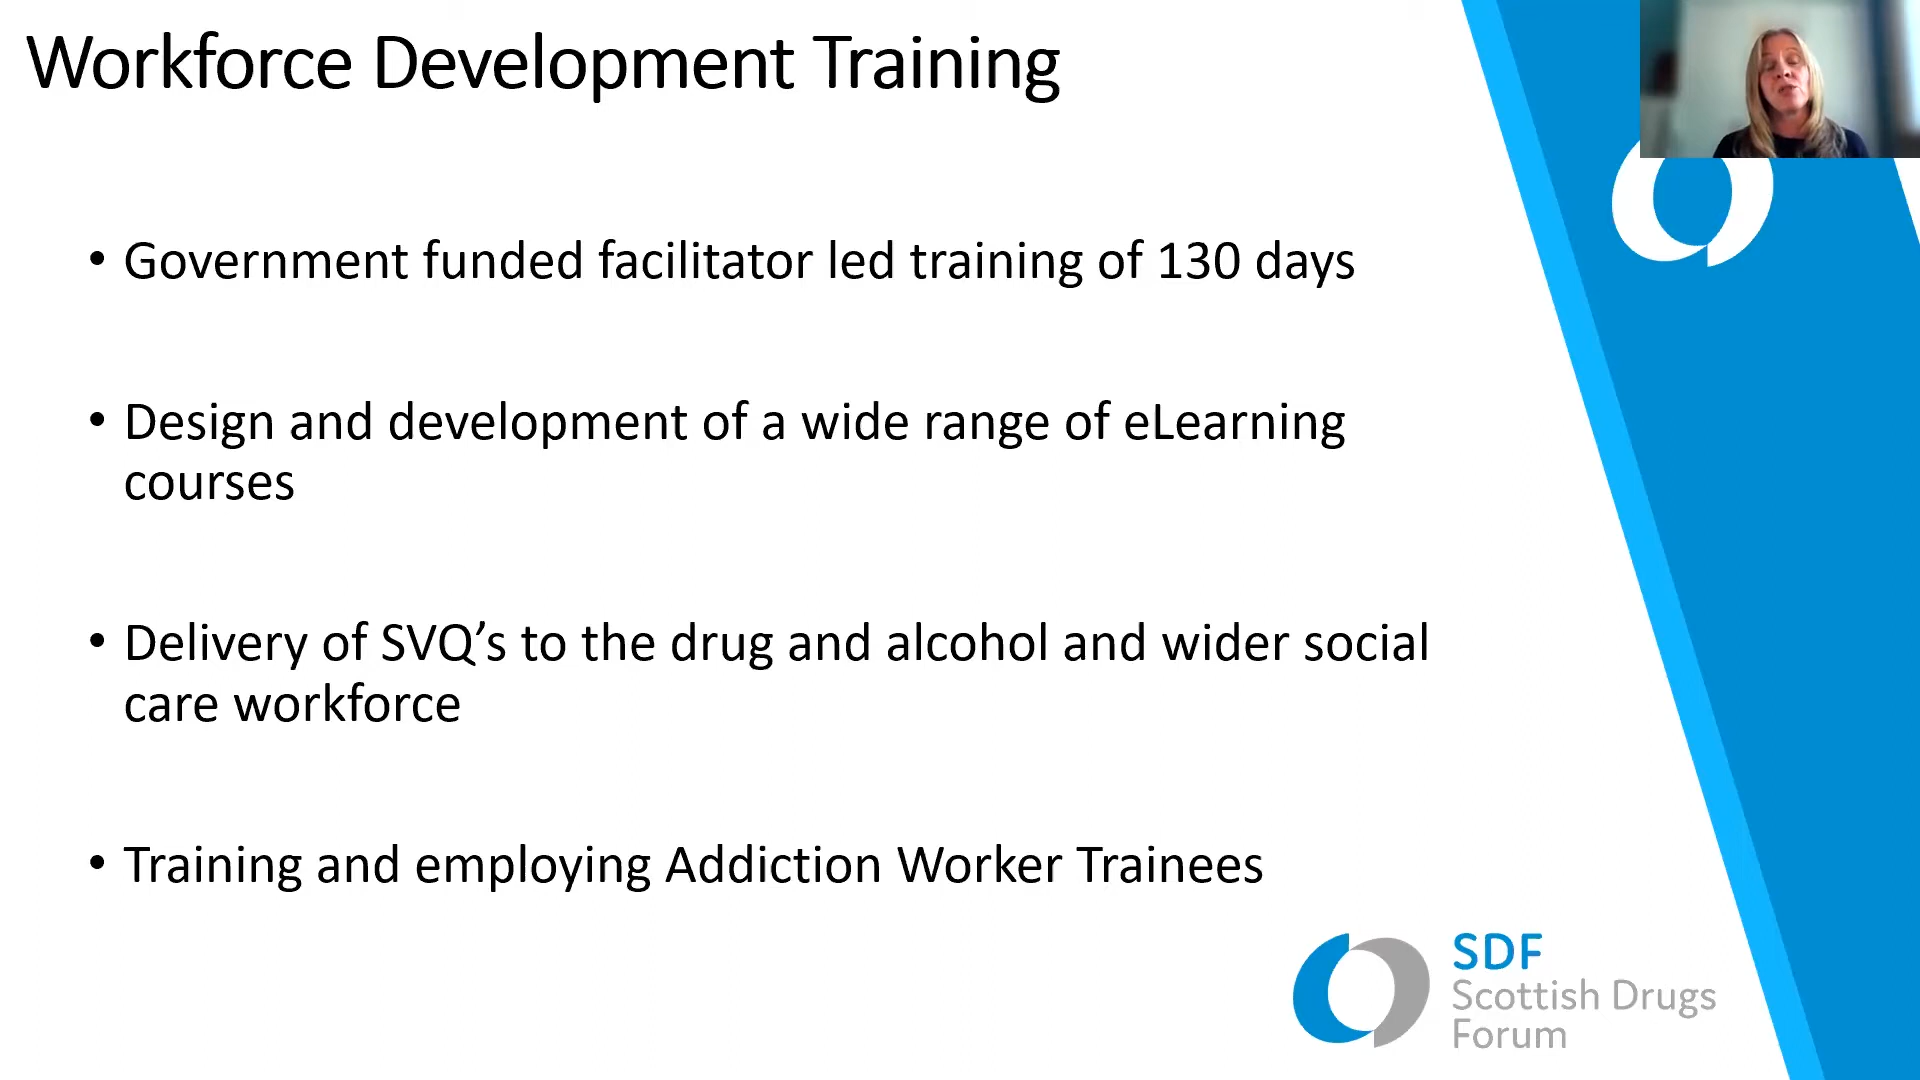 Workforce Development Training
• Government funded facilitator led training of 130 days
• Design and development of a wide range of eLearning
courses
• Delivery of SVQ’s to the drug and alcohol and wider social
care workforce
• Training and employing Addiction Worker Trainees
SDF
Scottish Drugs
Forum